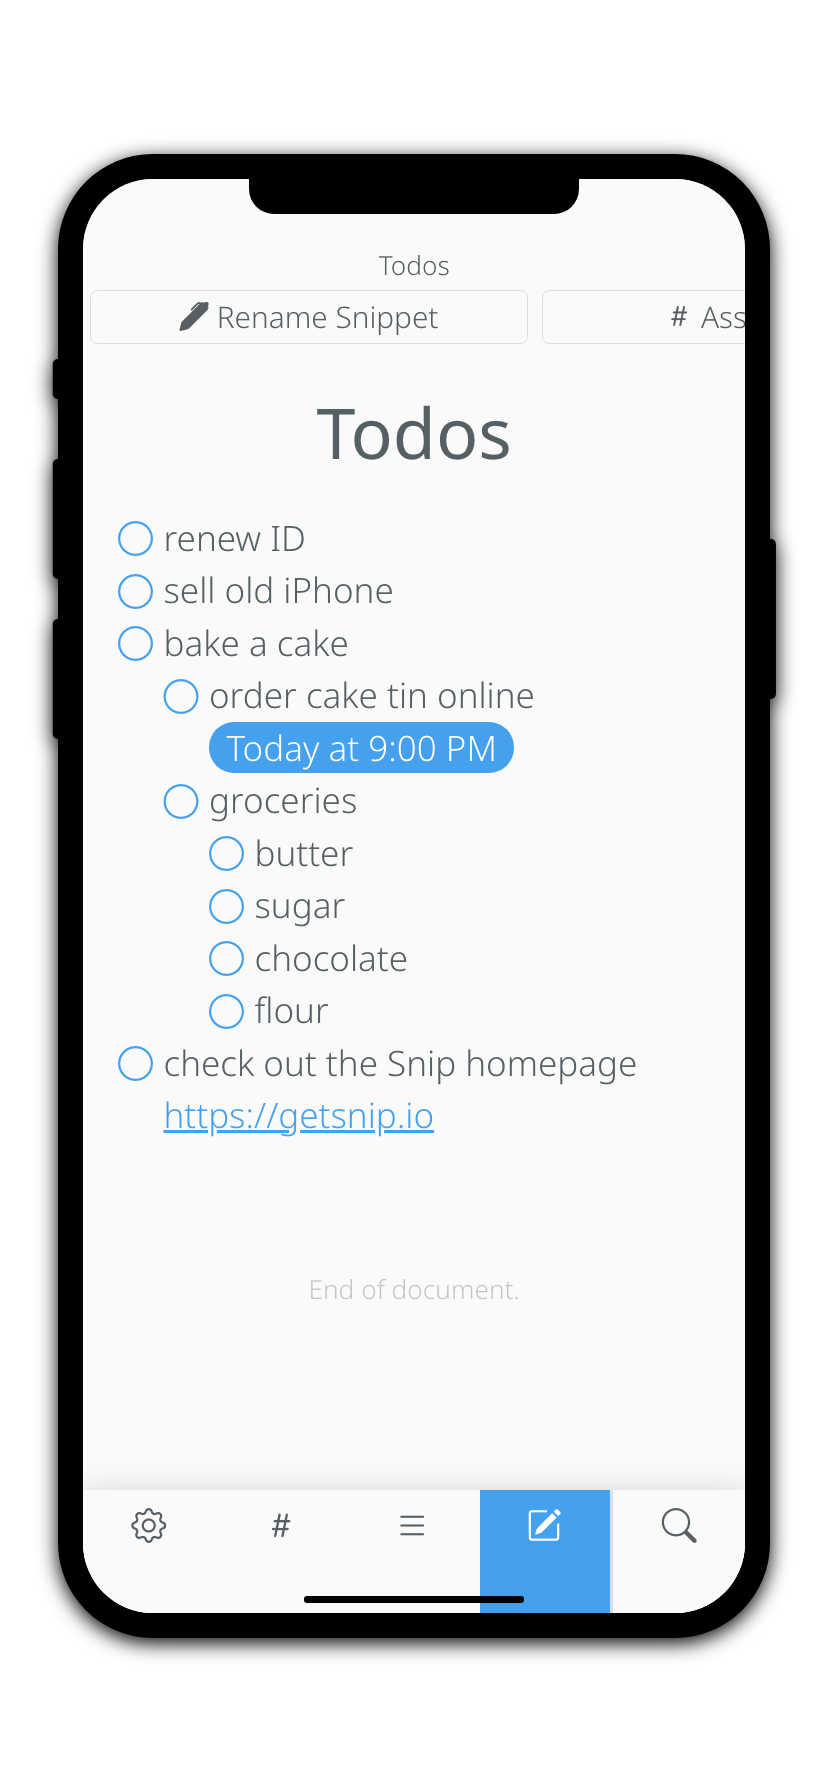 Todos
Rename Snippet
# Ass
Todos
renew ID
sell old iPhone
bake a cake
order cake tin online
Today at 9:00 PM
groceries
butter
sugar
chocolate
flour
check out the Snip homepage
https://getsnip.io
End of document.
#